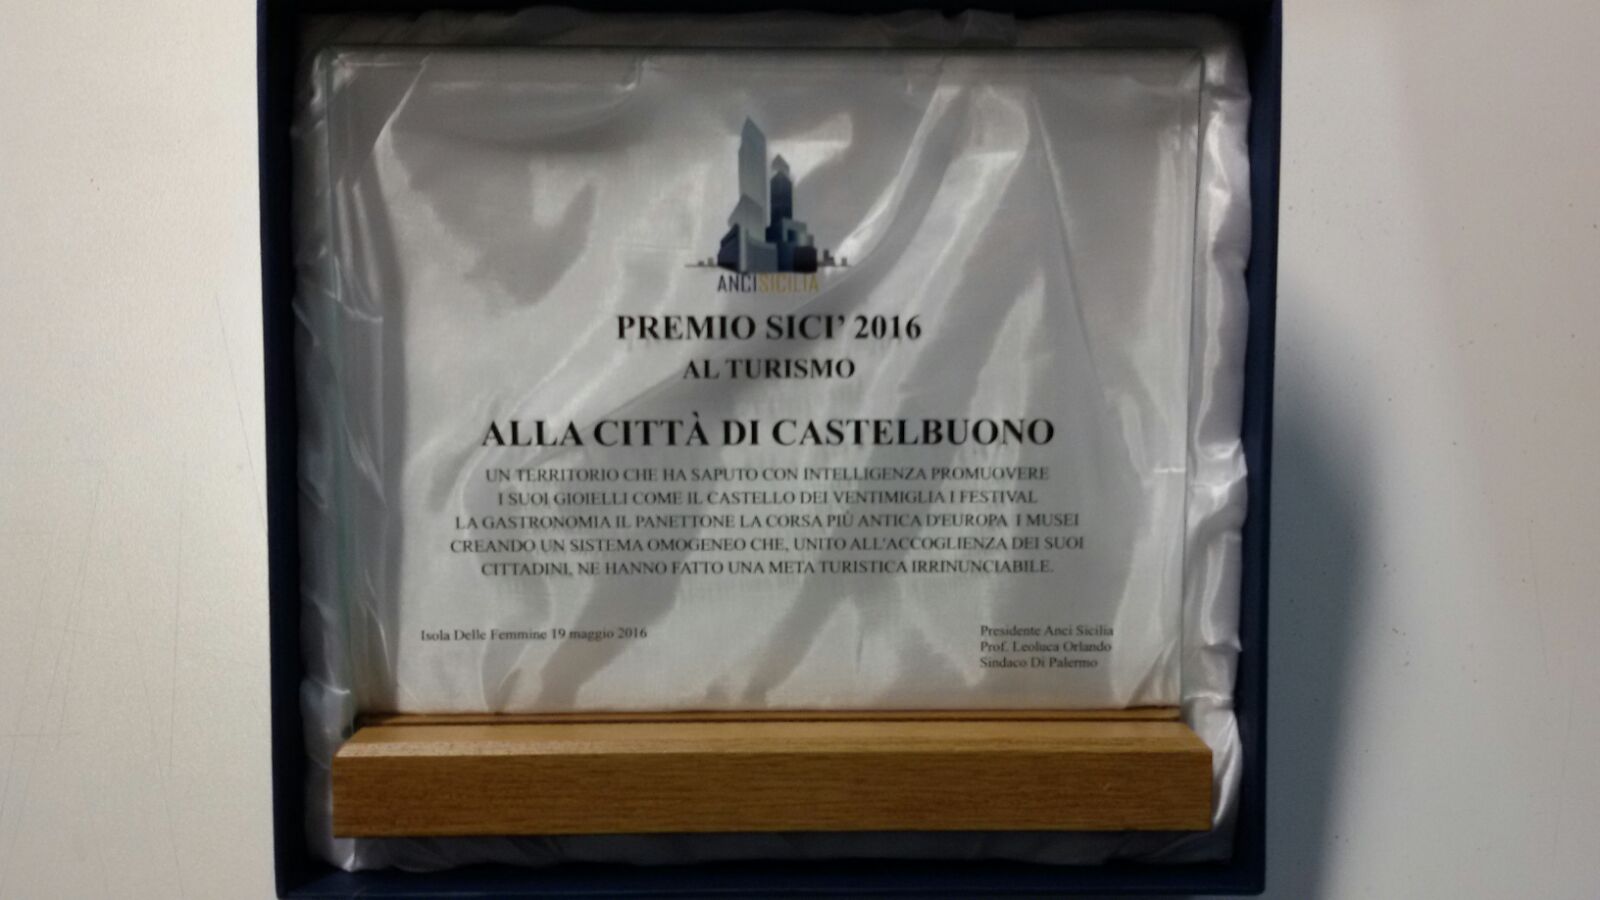 ANCISICILIA
PREMIO SICI’ 2016
AL TURISMO
ALLA CITTÀ DI CASTELBUONO
UN TERRITORIO CHE HA SAPUTO CON INTELLIGENZA PROMUOVERE
I SUOI GIOIELLI COME IL CASTELLO DEI VENTIMIGLIA I FESTIVAL
LA GASTRONOMIA IL PANETTONE LA CORSA PIÙ ANTICA D'EUROPA I MUSEI
CREANDO UN SISTEMA OMOGENEO CHE, UNITO ALL'ACCOGLIENZA DEI SUOI
CITTADINI, NE HANNO FATTO UNA META TURISTICA IRRINUNCIABILE.
Isola Delle Femmine 19 maggio 2016
Presidente Anci Sicilia
Prof. Leoluca Orlando
Sindaco Di Palermo